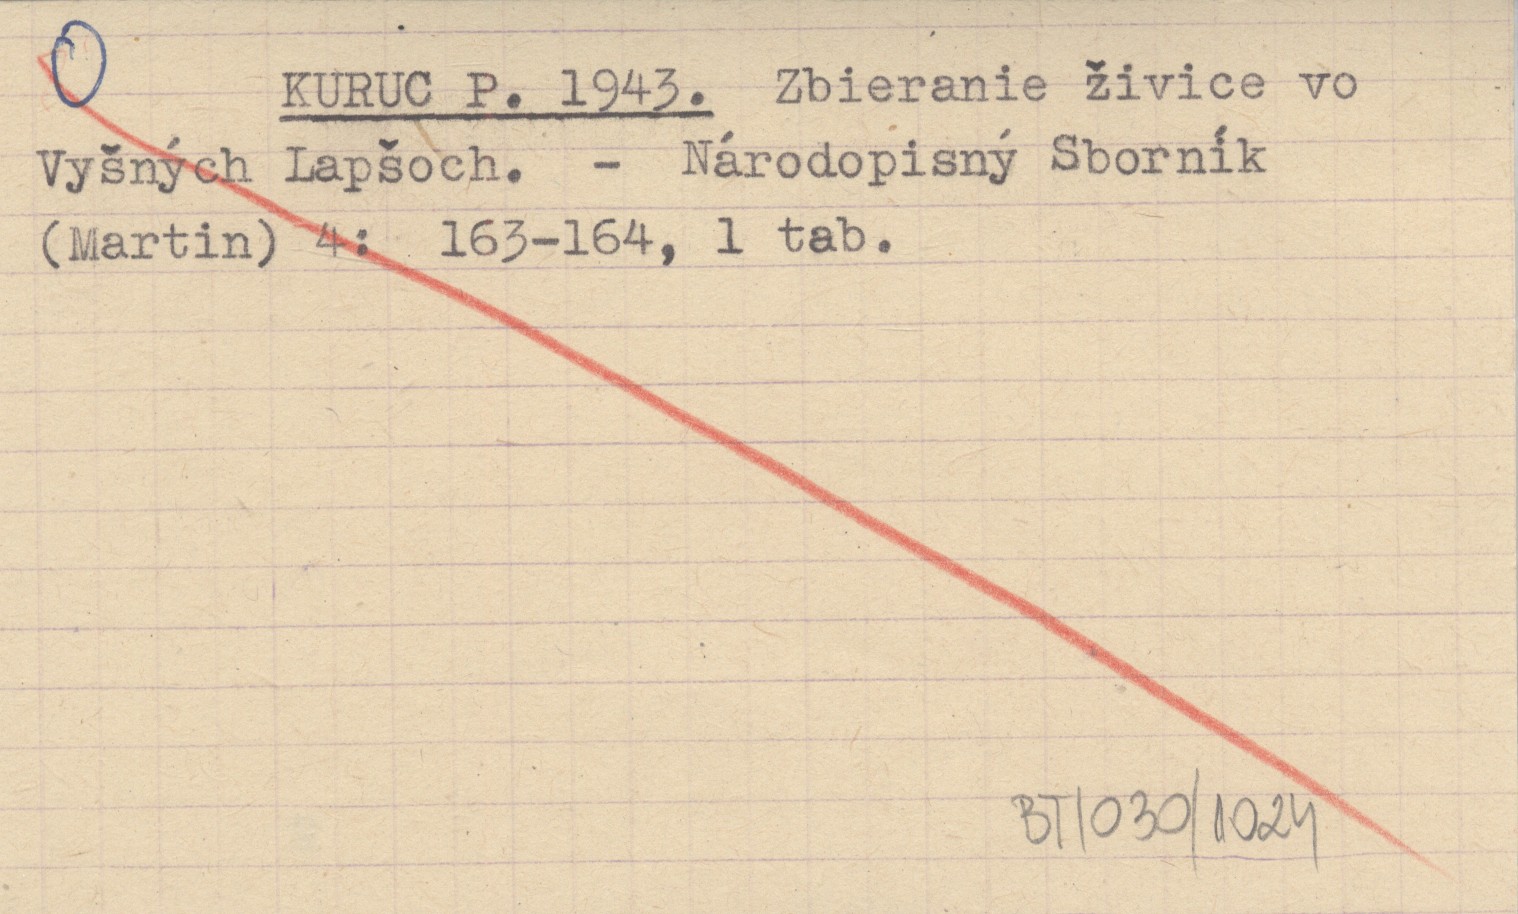 KURUC P. 1943. Zbieranie živice vo
Vyšných Lapšoch. - Národopisný Sborník
(Martin) 4: 163-164, 1 tab.
BT/030/1024